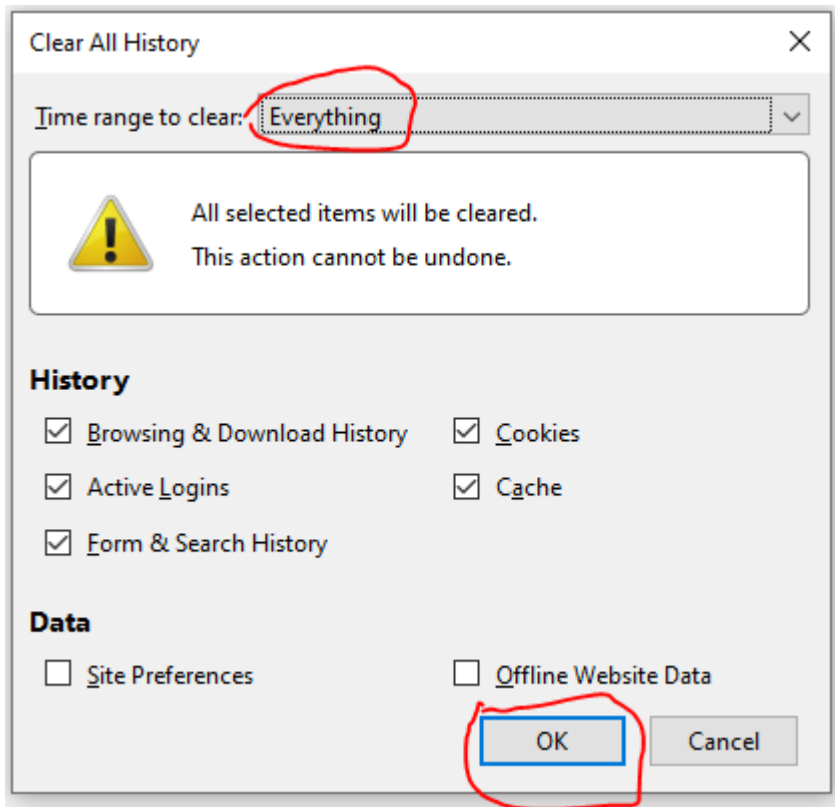 Clear All History
Time range to clear: Everything
All selected items will be cleared.
This action cannot be undone.
History
Browsing & Download History Cookies
Active Logins Cache
Form & Search History
Data
Site Preferences Offline Website Data
OK Cancel